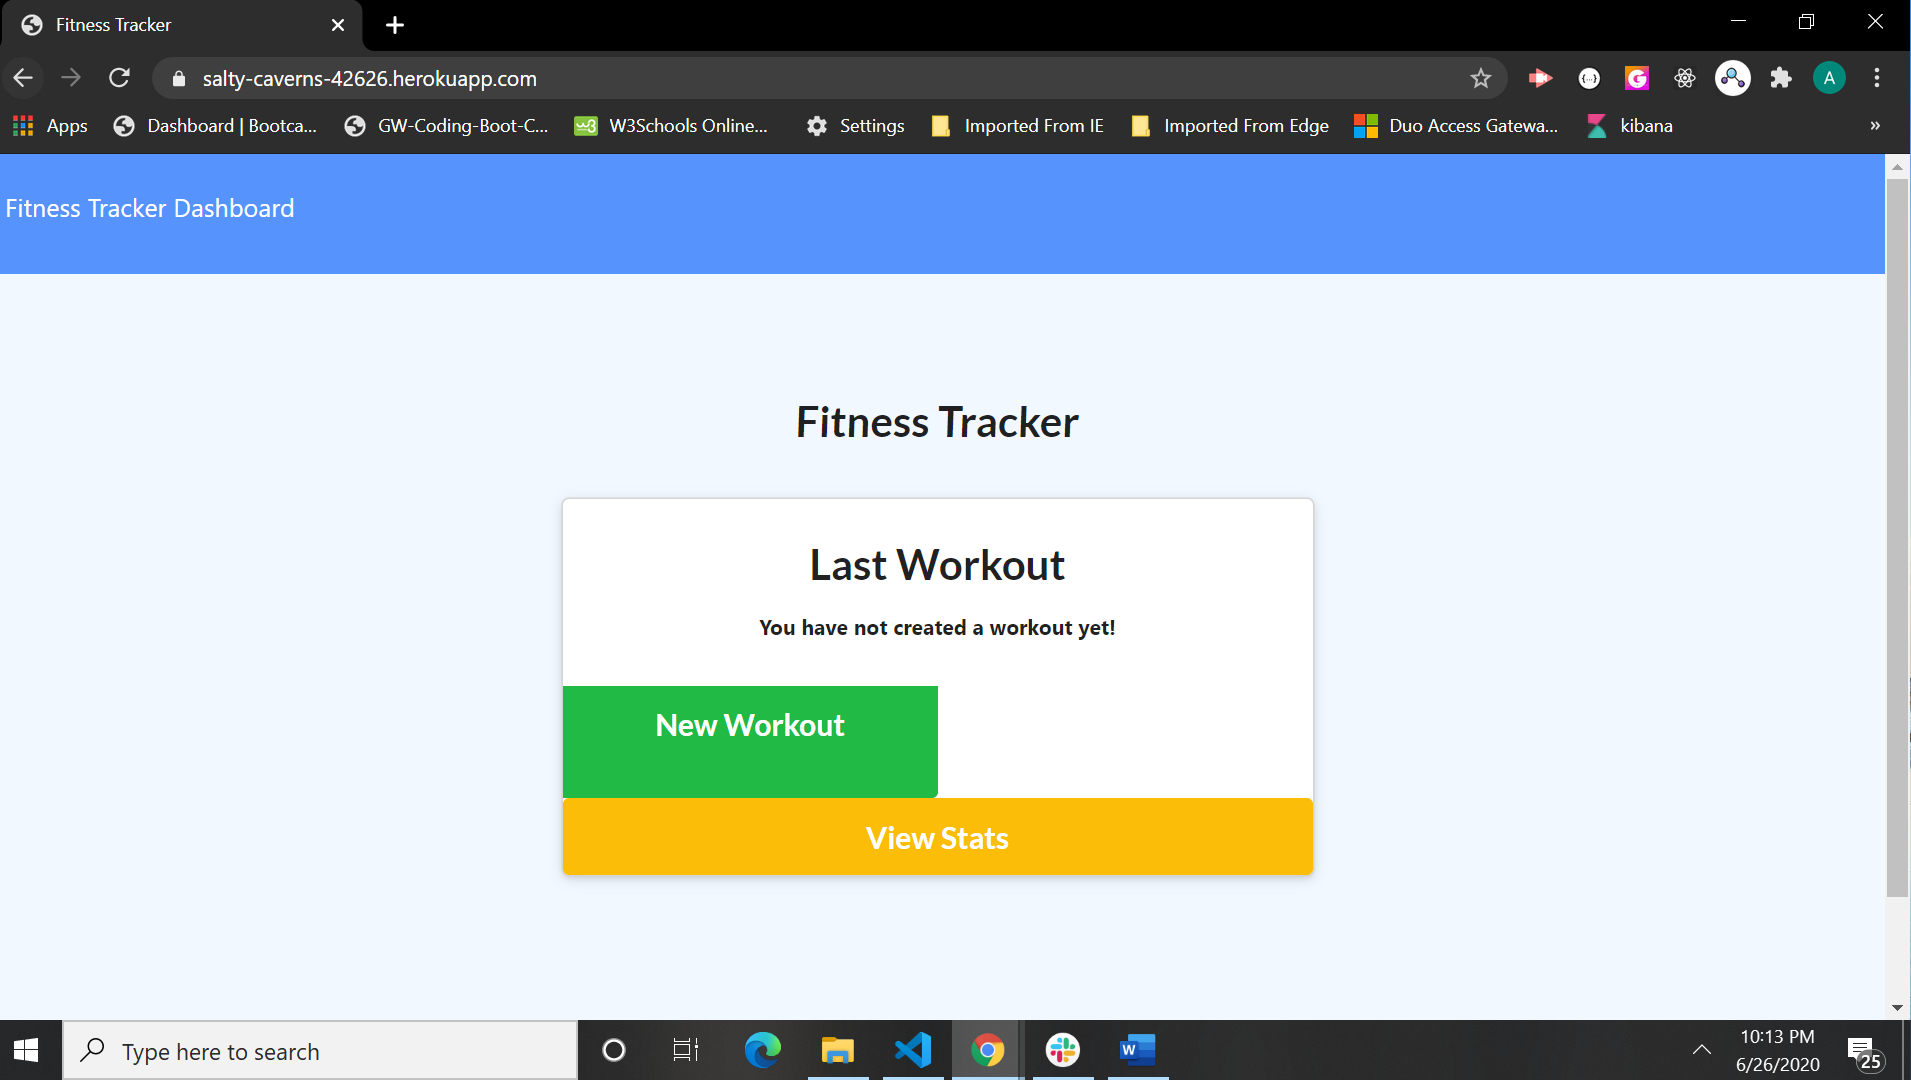 Fitness Tracker
salty-caverns-42626.herokuapp.com
A
Apps Dashboard | Bootca... GW-Coding-Boot-C... w3 W3Schools Online... Settings Imported From IE Imported From Edge Duo Access Gatewa... kibana »
Fitness Tracker Dashboard
Fitness Tracker
Last Workout
You have not created a workout yet!
New Workout
View Stats
Type here to search
W
10:13 PM
6/26/2020
25